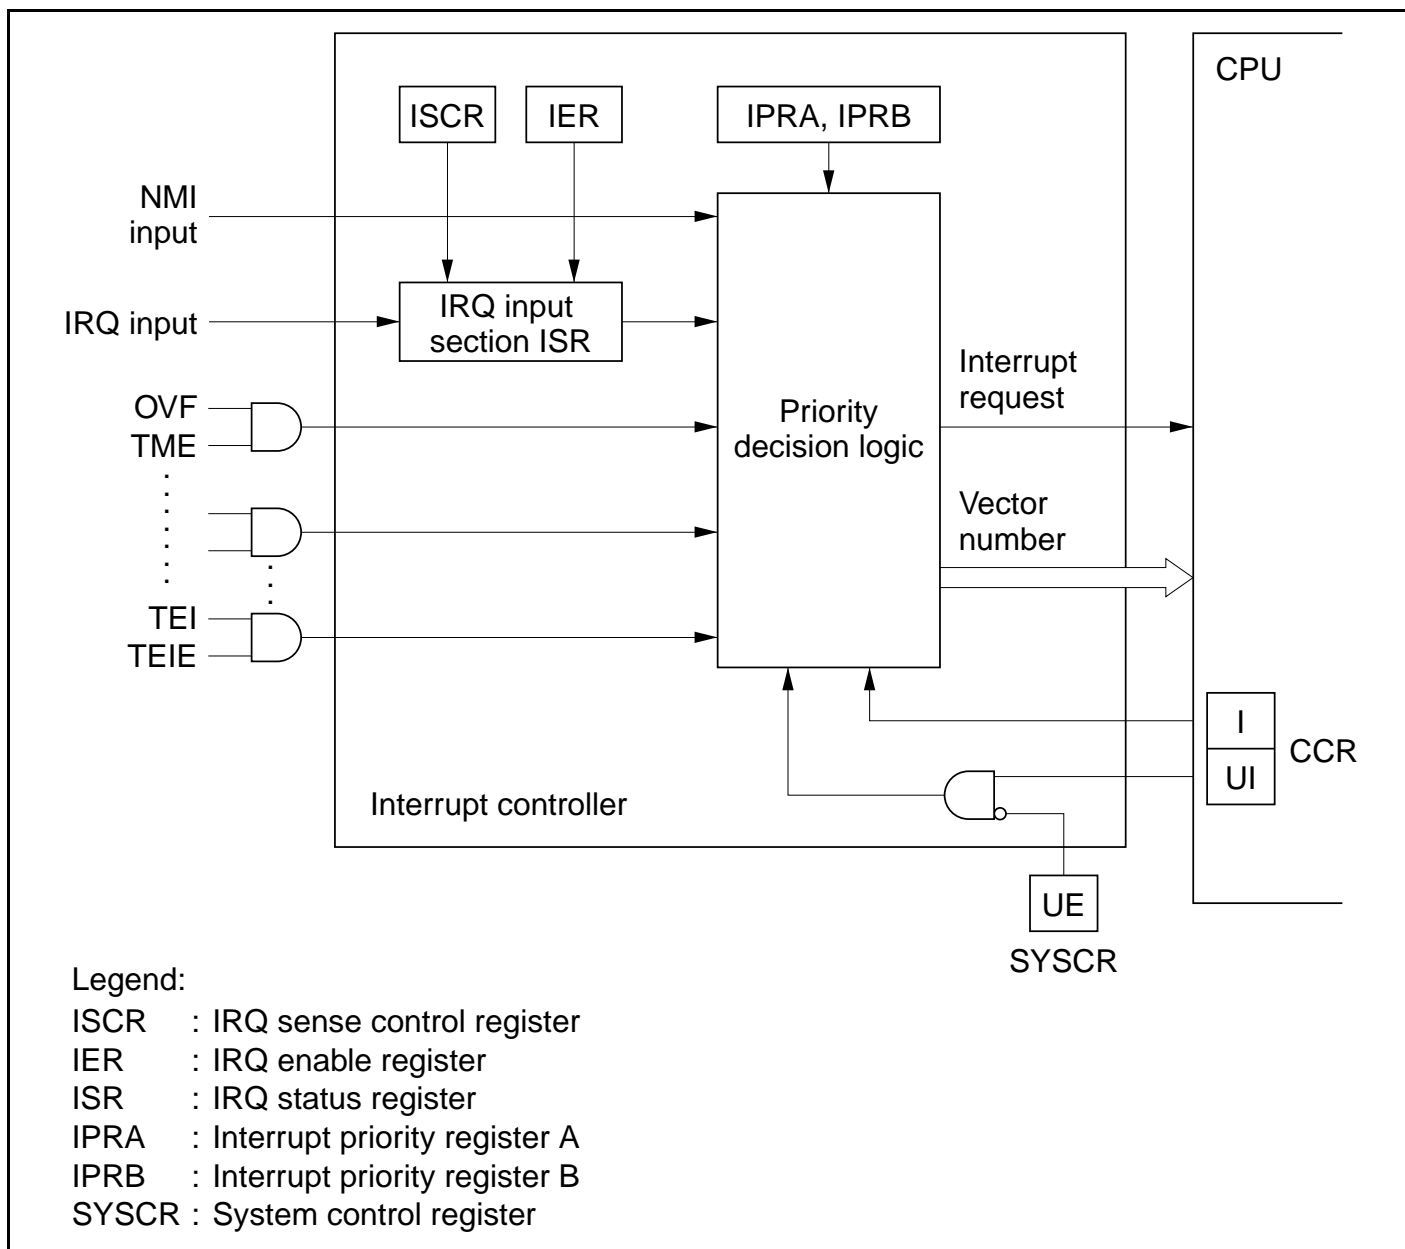 CPU
ISCR
IER
IPRA, IPRB
NMI
input
IRQ input
IRQ input
section ISR
OVF
TME
Priority
decision logic
Interrupt
request
Vector
number
TEI
TEIE
I
UI
CCR
Interrupt controller
UE
SYSCR
Legend:
ISCR : IRQ sense control register
IER : IRQ enable register
ISR : IRQ status register
IPRA : Interrupt priority register A
IPRB : Interrupt priority register B
SYSCR : System control register